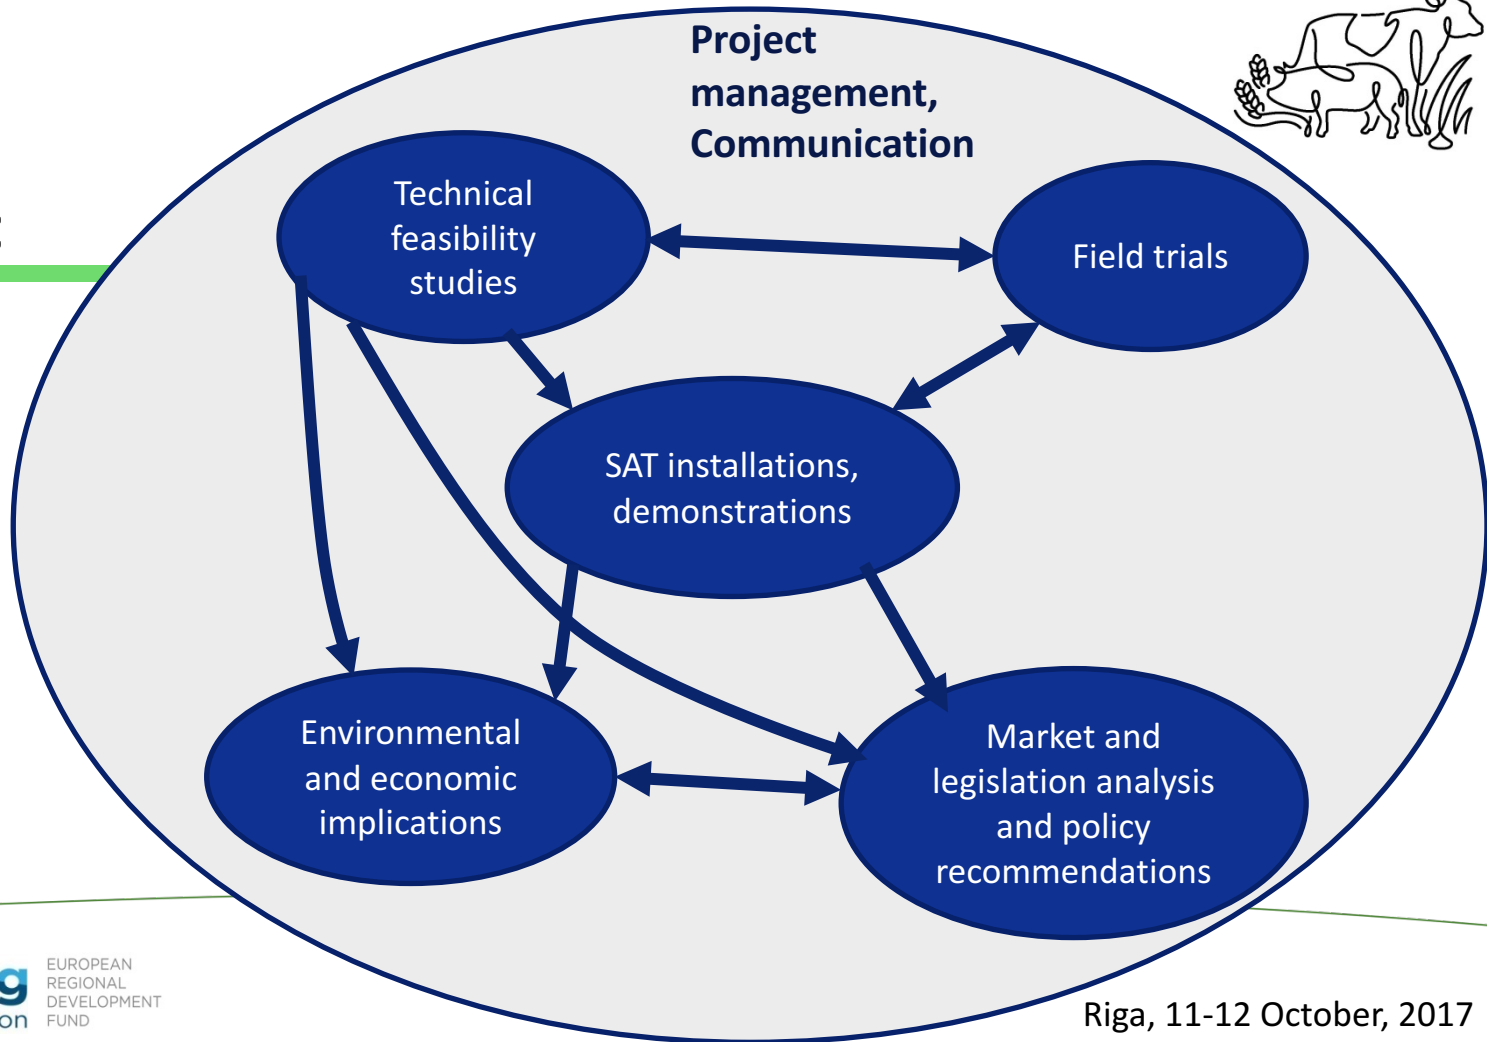 Project
management,
Communication
Technical
feasibility
studies
Field trials
SAT installations,
demonstrations
Environmental
and economic
implications
Market and
legislation analysis
and policy
recommendations
EUROPEAN
REGIONAL
DEVELOPMENT
FUND
Riga, 11-12 October, 2017